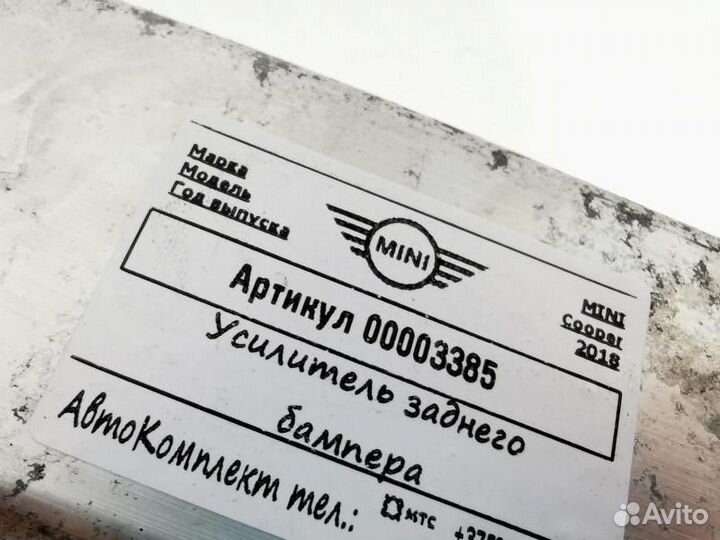 Марка
Модель
Год выпуска
MINI
MINI
Cooper
2018
Артикул 00003385
Усилитель заднего
бампера
АвтоКомплект тел.:
мтс
Avito